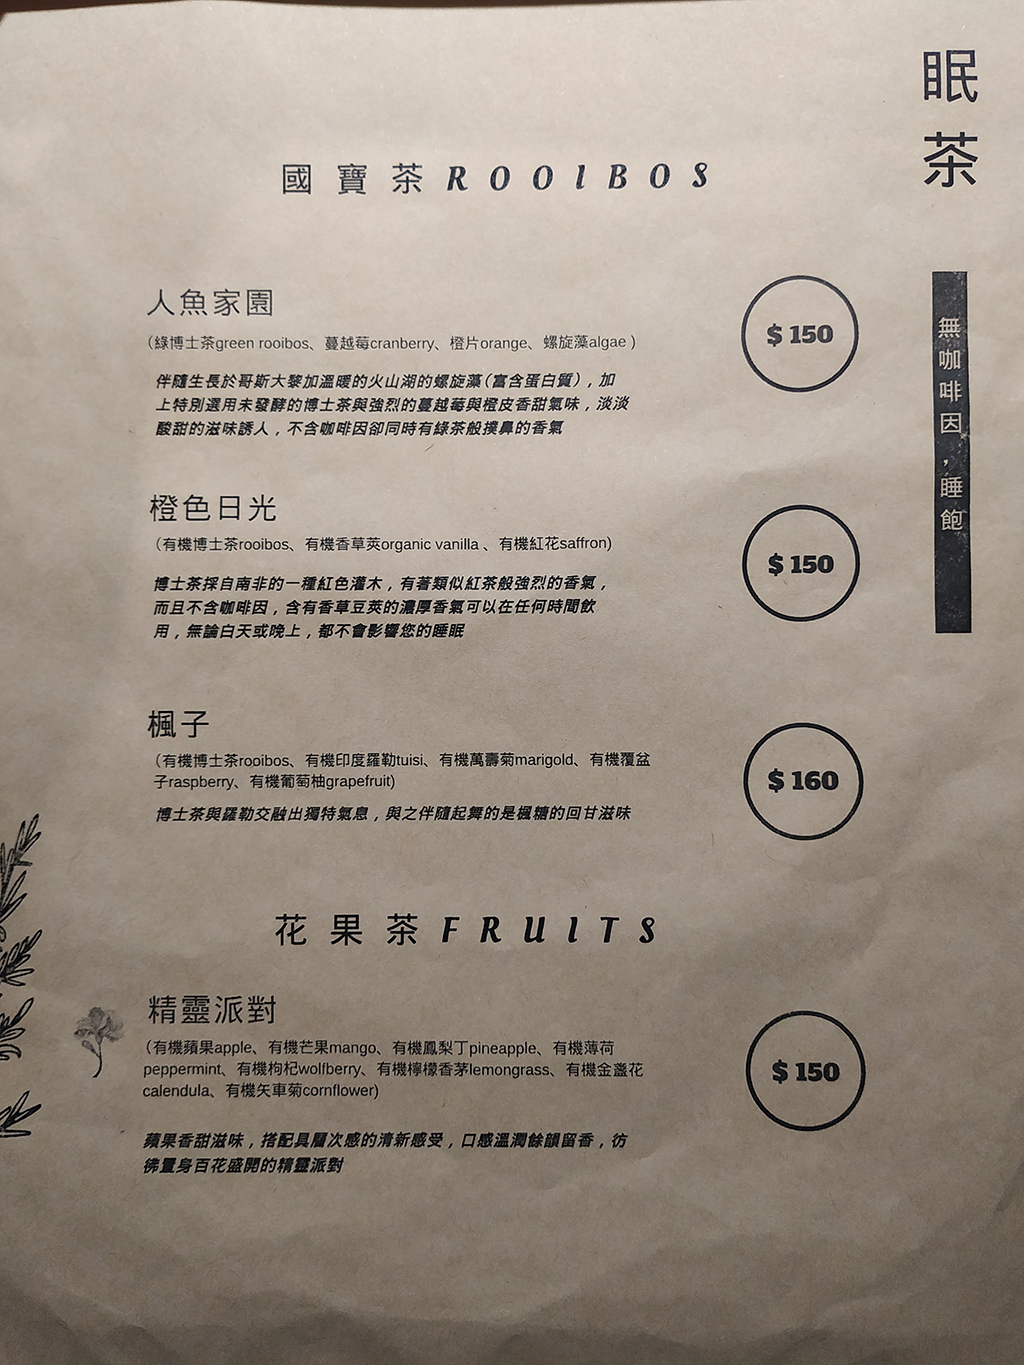 眠茶
無咖啡因，睡飽
國寶茶ROOIBOS
人魚家園
（綠博士茶green rooibos、蔓越莓cranberry、橙片orange、螺旋藻algae ）
$ 150
伴隨生長於哥斯大黎加溫暖的火山湖的螺旋藻（富含蛋白質），加
上特別選用未發酵的博士茶與強烈的蔓越莓與橙皮香甜氣味，淡淡
酸甜的滋味誘人，不含咖啡因卻同時有綠茶般撲鼻的香氣
橙色日光
（有機博士茶rooibos、有機香草莢organic vanilla 、有機紅花saffron)
$ 150
博士茶採自南非的一種紅色灌木，有著類似紅茶般強烈的香氣，
而且不含咖啡因，含有香草豆莢的濃厚香氣可以在任何時間飲
用，無論白天或晚上，都不會影響您的睡眠
楓子
（有機博士茶rooibos、有機印度羅勒tuisi、有機萬壽菊marigold、有機覆盆
子raspberry、有機葡萄柚grapefruit)
$ 160
博士茶與羅勒交融出獨特氣息，與之伴隨起舞的是楓糖的回甘滋味
花果茶FRUITS
精靈派對
（有機蘋果apple、有機芒果mango、有機鳳梨丁pineapple、有機薄荷
peppermint、有機枸杞wolfberry、有機檸檬香茅lemongrass、有機金盞花
calendula、有機矢車菊cornflower)
$ 150
蘋果香甜滋味，搭配具層次感的清新感受，口感溫潤餘韻留香，彷
彿置身百花盛開的精靈派對